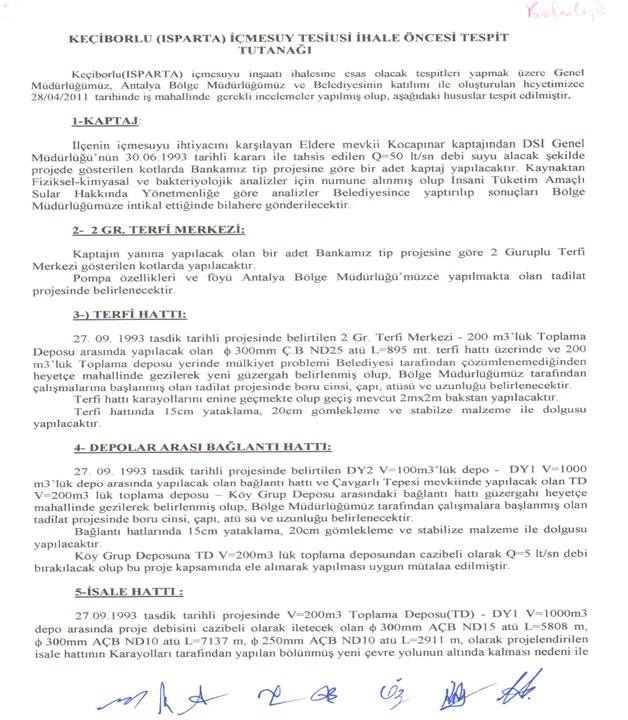 KEÇİBORLU (ISPARTA) İÇMESUY TESİUSİ İHALE ÖNCESİ TESPİT
TUTANAĞI
Keçiborlu(ISPARTA) içmesuyu inşaatı ihalesine esas olacak tespitleri yapmak üzere Genel
Müdürlüğümüz, Antalya Bölge Müdürlüğümüz ve Belediyesinin katılımı ile oluşturulan heyetimizce
28/04/2011 tarihinde iş mahallinde gerekli incelemeler yapılmış olup, aşağıdaki hususlar tespit edilmiştir.
1-KAPTAJ:
İlçenin içmesuyu ihtiyacını karşılayan Eldere mevkii Kocapınar kaptajından DSİ Genel
Müdürlüğü'nün 30.06.1993 tarihli kararı ile tahsis edilen Q=50 lt/sn debi suyu alacak şekilde
projede gösterilen kotlarda Bankamız tip projesine göre bir adet kaptaj yapılacaktır. Kaynaktan
Fiziksel-kimyasal ve bakteriyolojik analizler için numune alınmış olup İnsani Tüketim Amaçlı
Sular Hakkında Yönetmenliğe göre analizler Belediyesince yaptırılıp sonuçları Bölge
Müdürlüğümüze intikal ettiğinde bilahere gönderilecektir.
2- 2 GR. TERFİ MERKEZİ:
Kaptajın yanına yapılacak olan bir adet Bankamız tip projesine göre 2 Guruplu Terfi
Merkezi gösterilen kotlarda yapılacaktır.
Pompa özellikleri ve föyü Antalya Bölge Müdürlüğü'müzce yapılmakta olan tadilat
projesinde belirlenecektir.
3-) TERFİ HATTI:
27. 09. 1993 tasdik tarihli projesinde belirtilen 2 Gr. Terfi Merkezi - 200 m3'lük Toplama
Deposu arasında yapılacak olan ϕ 300mm Ç.B ND25 atü L=895 mt. terfi hattı üzerinde ve 200
m3'lük Toplama deposu yerinde mülkiyet problemi Belediyesi tarafından çözümlenemediğinden
heyetçe mahallinde gezilerek yeni güzergah belirlenmiş olup, Bölge Müdürlüğümüz tarafından
çalışmalarına başlanmış olan tadilat projesinde boru cinsi, çapı, atüsü ve uzunluğu belirlenecektir.
Terfi hattı karayollarını enine geçmekte olup geçiş mevcut 2mx2m bakstan yapılacaktır.
Terfi hattında 15cm yataklama, 20cm gömlekleme ve stabilze malzeme ile dolgusu
yapılacaktır.
4- DEPOLAR ARASI BAĞLANTI HATTI:
27. 09. 1993 tasdik tarihli projesinde belirtilen DY2 V=100m3'lük depo - DY1 V=1000
m3'lük depo arasında yapılacak olan bağlantı hattı ve Çavgarlı Tepesi mevkiinde yapılacak olan TD
V=200m3 lük toplama deposu – Köy Grup Deposu arasındaki bağlantı hattı güzergahı heyetçe
mahallinde gezilerek belirlenmiş olup, Bölge Müdürlüğümüz tarafından çalışmalara başlanmış olan
tadilat projesinde boru cinsi, çapı, atü sü ve uzunluğu belirlenecektir.
Bağlantı hatlarında 15cm yataklama, 20cm gömlekleme ve stabilize malzeme ile dolgusu
yapılacaktır.
Köy Grup Deposuna TD V=200m3 lük toplama deposundan cazibeli olarak Q=5 lt/sn debi
bırakılacak olup bu proje kapsamında ele alınarak yapılması uygun mütalaa edilmiştir.
5-İSALE HATTI :
27.09.1993 tasdik tarihli projesinde V=200m3 Toplama Deposu(TD) - DY1 V=1000m3
depo arasında proje debisini cazibeli olarak iletecek olan ϕ 300mm AÇB ND15 atü L=5808 m,
ϕ 300mm AÇB ND10 atü L=7137 m, ϕ 250mm AÇB ND10 atü L=2911 m, olarak projelendirilen
isale hattının Karayolları tarafından yapılan bölünmüş yeni çevre yolunun altında kalması nedeni ile